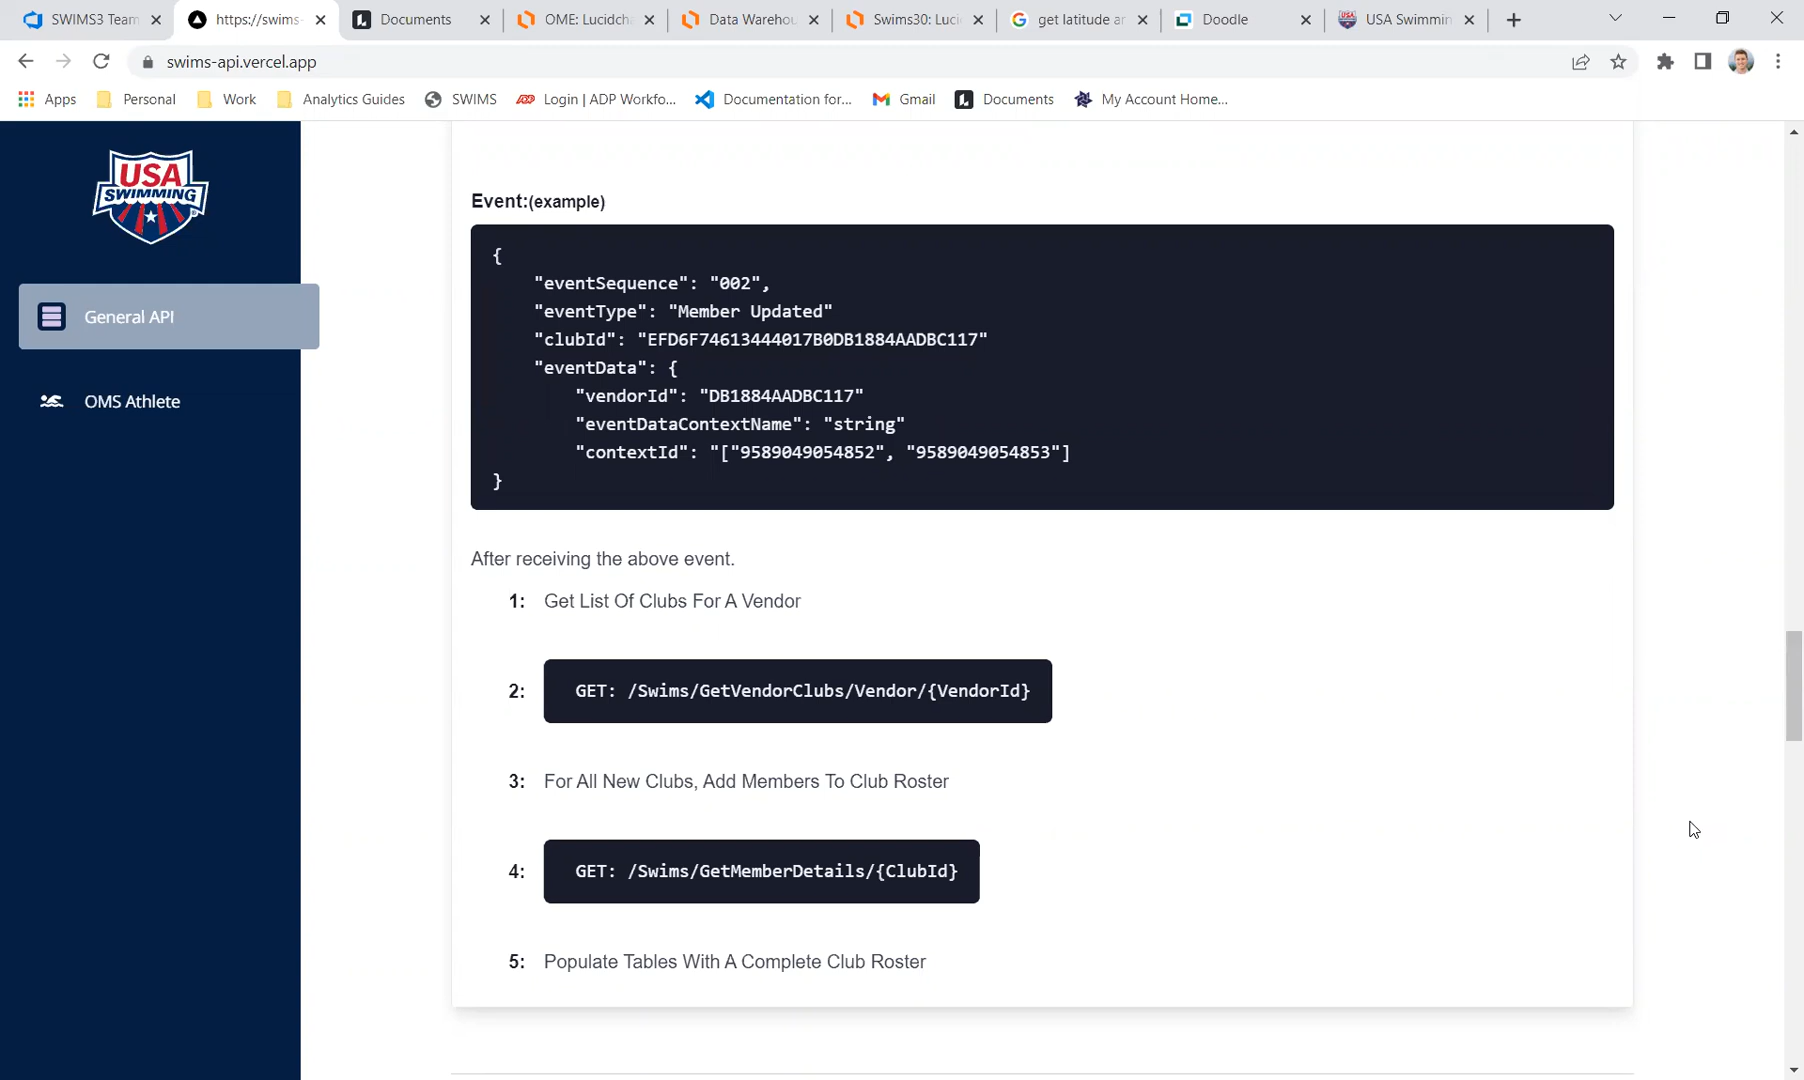 SWIMS3 Team
https://swims-
Documents
OME: Lucidcha
Data Warehou
Swims30: Luci
get latitude an
Doodle
USA Swimmin
swims-api.vercel.app
Apps
Personal
Work
Analytics Guides
SWIMS
Login | ADP Workfo...
Documentation for...
Gmail
Documents
My Account Home...
USA
SWIMMING
General API
OMS Athlete
Event:(example)
{
"eventSequence": "002",
"eventType": "Member Updated"
"clubId": "EFD6F74613444017B0DB1884AADBC117"
"eventData": {
"vendorId": "DB1884AADBC117"
"eventDataContextName": "string"
"contextId": "["9589049054852", "9589049054853"]
}
After receiving the above event.
1: Get List Of Clubs For A Vendor
2: GET: /Swims/GetVendorClubs/Vendor/{VendorId}
3: For All New Clubs, Add Members To Club Roster
4: GET: /Swims/GetMemberDetails/{ClubId}
5: Populate Tables With A Complete Club Roster